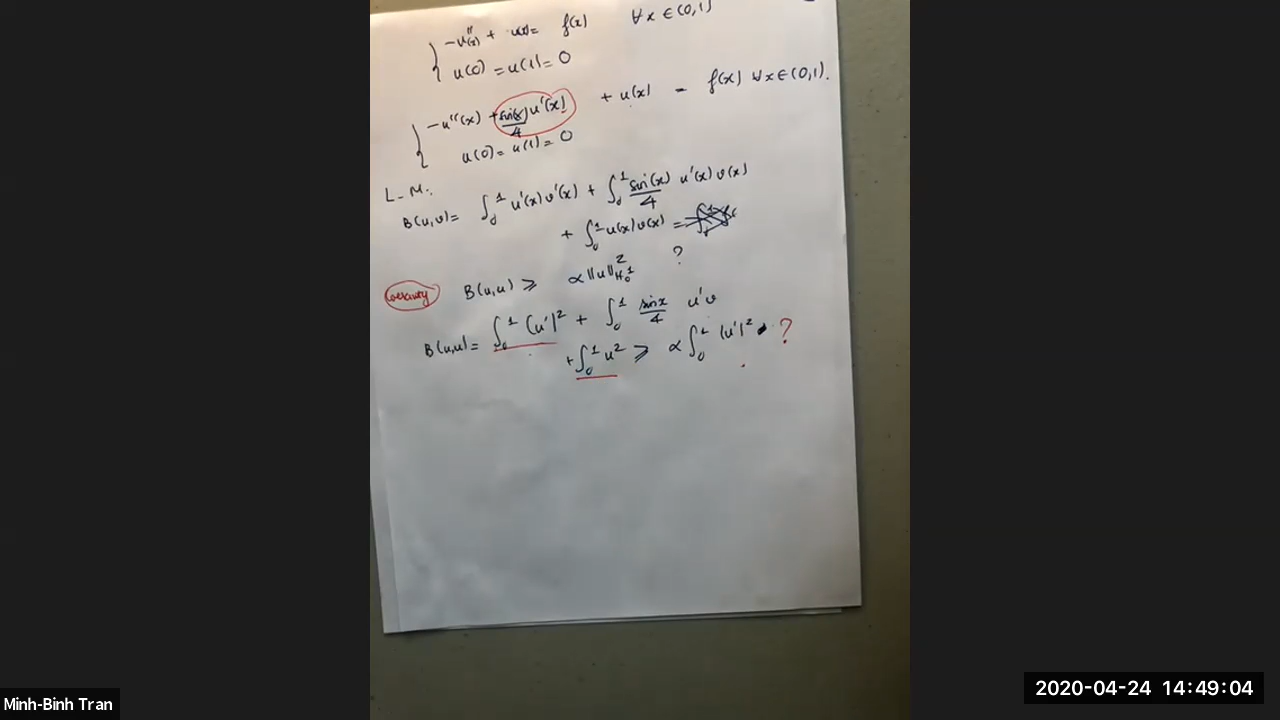 -u''(x) + u(x) = f(x) ∀x ∈ (0,1)
u(0) = u(1) = 0
-u''(x) + sin(x)/4 u'(x) + u(x) = f(x) ∀x ∈ (0,1).
u(0) = u(1) = 0
L-M:
B(u,v) = ∫₀¹ u'(x)v'(x) + ∫₀¹ sin(x)/4 u'(x)v(x)
+ ∫₀¹ u(x)v(x) =
Coercivity B(u,u) ≥ α‖u‖²_{H₀¹} ?
B(u,u) = ∫₀¹ (u')² + ∫₀¹ sinx/4 u'v
+ ∫₀¹ u² ≥ α∫₀¹ (u')² ?
Minh-Binh Tran
2020-04-24 14:49:04